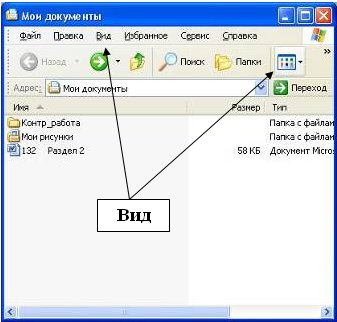 Мои документы
Файл Правка Вид Избранное Сервис Справка
Назад Поиск Папки
Адрес: Мои документы Переход
Имя Размер Тип
Контр_работа Папка с файлам
Мои рисунки Папка с файлам
132 Раздел 2 58 КБ Документ Micros
Вид